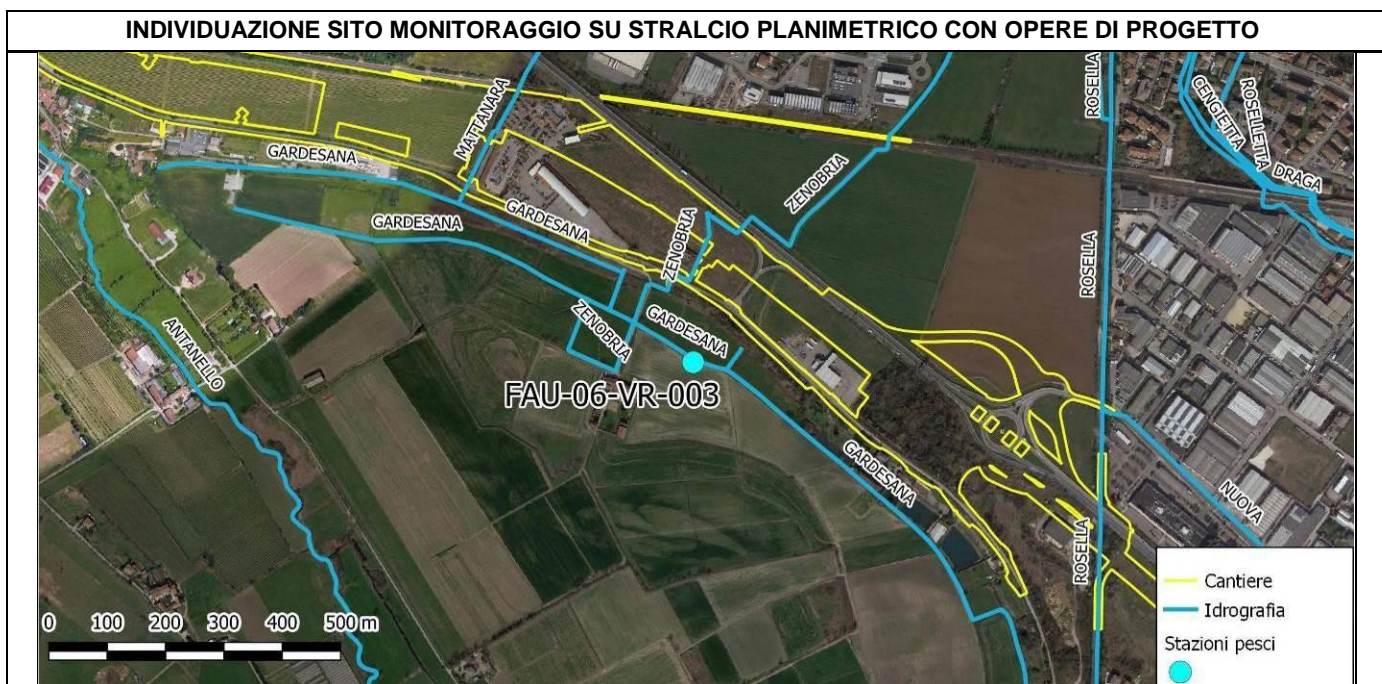 INDIVIDUAZIONE SITO MONITORAGGIO SU STRALCIO PLANIMETRICO CON OPERE DI PROGETTO
MATTANARA
ROSELLA
ROSELLETTA
GENGIETTA
DRAGA
GARDESANA
ZENOBRIA
GARDESANA
GARDESANA
ZENOBRIA
ROSELLA
ANTANELLO
ZENOBRIA
GARDESANA
FAU-06-VR-003
GARDESANA
NUOVA
ROSELLA
0 100 200 300 400 500 m
Cantiere
Idrografia
Stazioni pesci